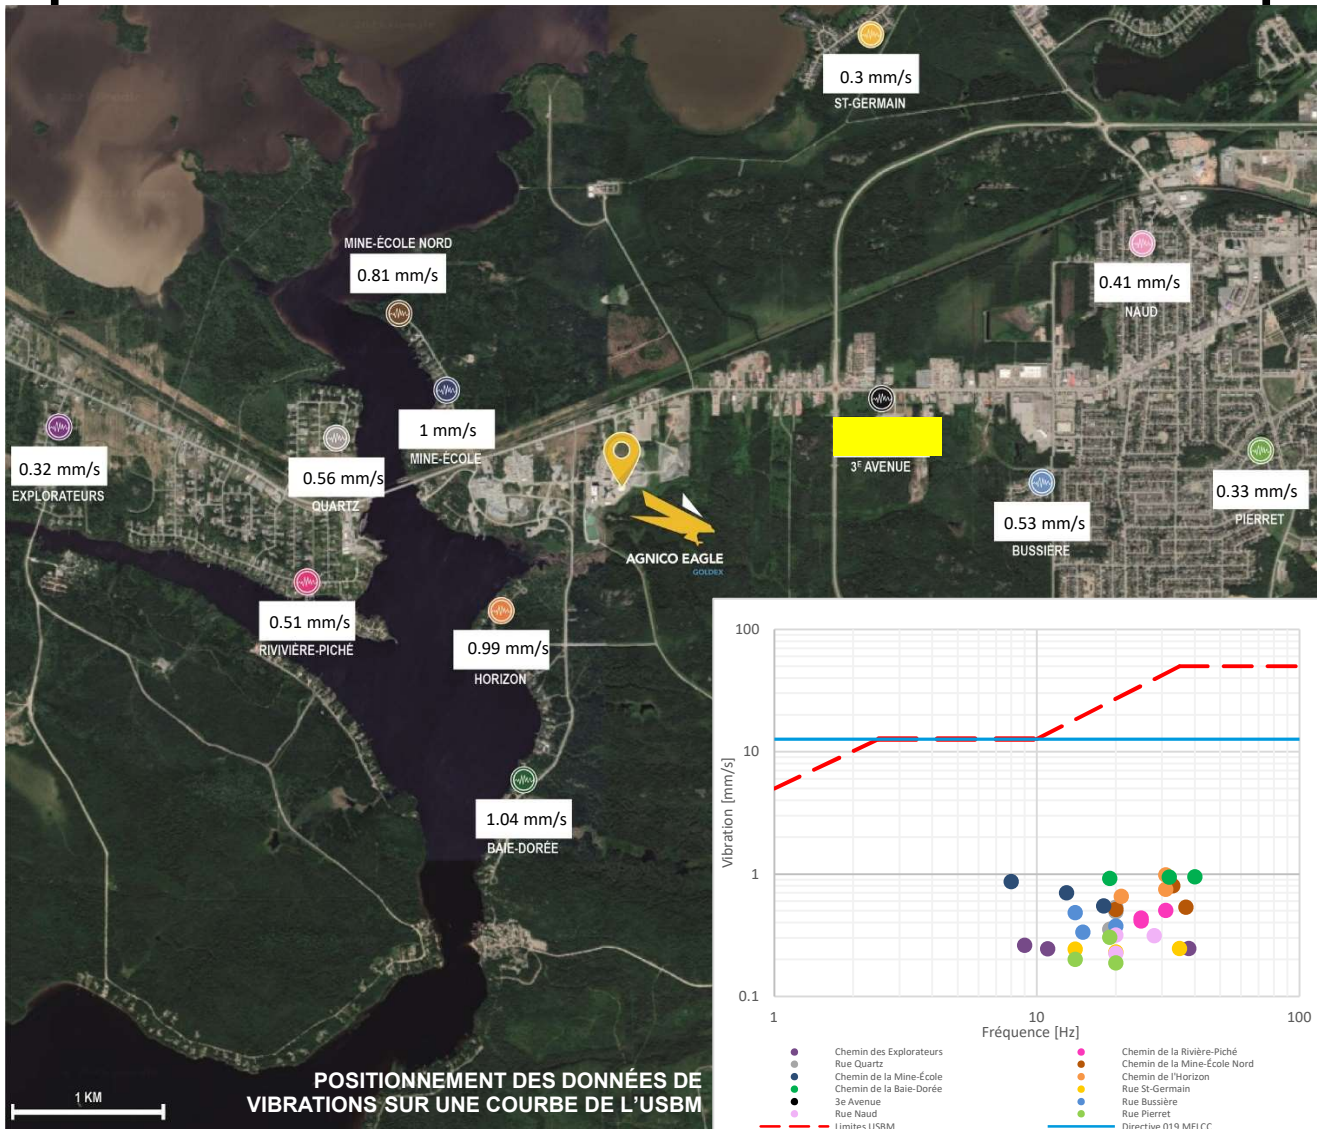 0.3 mm/s
ST-GERMAIN
MINE-ÉCOLE NORD
0.81 mm/s
0.41 mm/s
NAUD
1 mm/s
MINE-ÉCOLE
0.32 mm/s
EXPLORATEURS
0.56 mm/s
QUARTZ
3E AVENUE
0.33 mm/s
PIERRET
0.53 mm/s
BUSSIÈRE
AGNICO EAGLE
GOLDEX
0.51 mm/s
RIVIVIÈRE-PICHÉ
0.99 mm/s
HORIZON
1.04 mm/s
BAIE-DORÉE
100
10
1
0.1
Vibration [mm/s]
1
10
100
Fréquence [Hz]
Chemin des Explorateurs
Chemin de la Rivière-Piché
Rue Quartz
Chemin de la Mine-École Nord
Chemin de la Mine-École
Chemin de l'Horizon
Chemin de la Baie-Dorée
Rue St-Germain
3e Avenue
Rue Bussière
Rue Naud
Rue Pierret
Limites USBM
Directive 019 MELCC
POSITIONNEMENT DES DONNÉES DE
VIBRATIONS SUR UNE COURBE DE L'USBM
1 KM